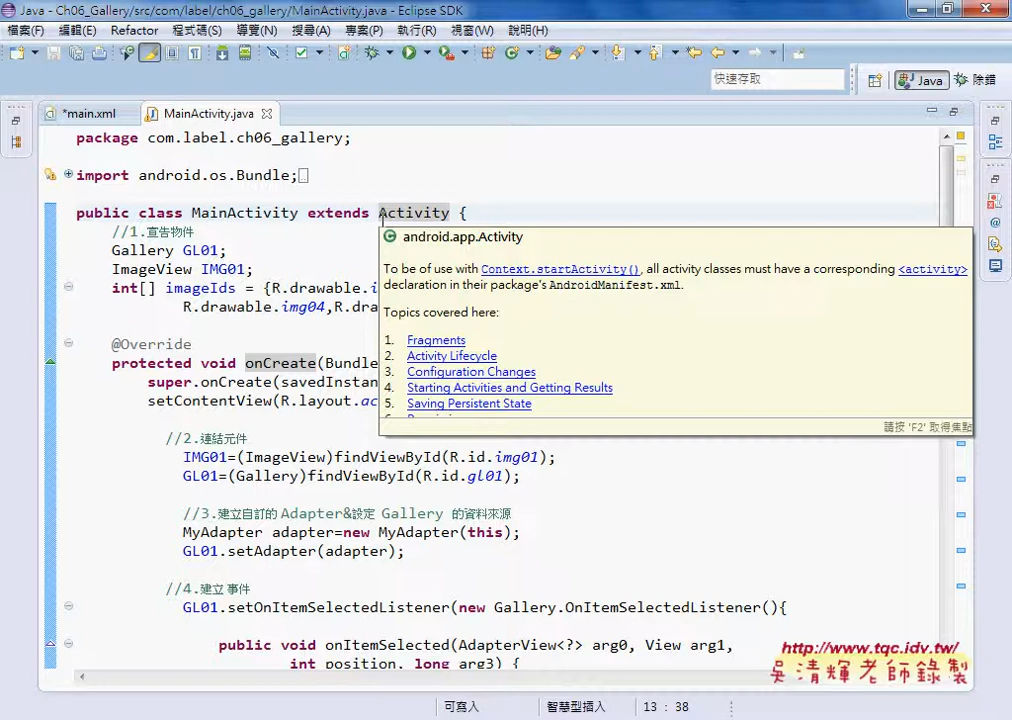 Java - Ch06_Gallery/src/com/label/ch06_gallery/MainActivity.java - Eclipse SDK
檔案(F) 編輯(E) Refactor 程式碼(S) 導覽(N) 搜尋(A) 專案(P) 執行(R) 視窗(W) 說明(H)
快速存取 Java 除錯
*main.xml MainActivity.java
package com.label.ch06_gallery;
import android.os.Bundle;
public class MainActivity extends Activity {
//1.宣告物件
Gallery GL01;
ImageView IMG01;
int[] imageIds = {R.drawable.i
R.drawable.img04,R.dra
@Override
protected void onCreate(Bundle
super.onCreate(savedInstan
setContentView(R.layout.ac
android.app.Activity
To be of use with Context.startActivity(), all activity classes must have a corresponding <activity>
declaration in their package's AndroidManifest.xml.
Topics covered here:
1. Fragments
2. Activity Lifecycle
3. Configuration Changes
4. Starting Activities and Getting Results
5. Saving Persistent State
請按 'F2' 取得焦點
//2.連結元件
IMG01=(ImageView)findViewById(R.id.img01);
GL01=(Gallery)findViewById(R.id.gl01);
//3.建立自訂的 Adapter&設定 Gallery 的資料來源
MyAdapter adapter=new MyAdapter(this);
GL01.setAdapter(adapter);
//4.建立 事件
GL01.setOnItemSelectedListener(new Gallery.OnItemSelectedListener(){
public void onItemSelected(AdapterView<?> arg0, View arg1,
int position, long arg3) {
http://www.tqc.idv.tw/
吳清輝老師錄製
可寫入 智慧型插入 13 : 38